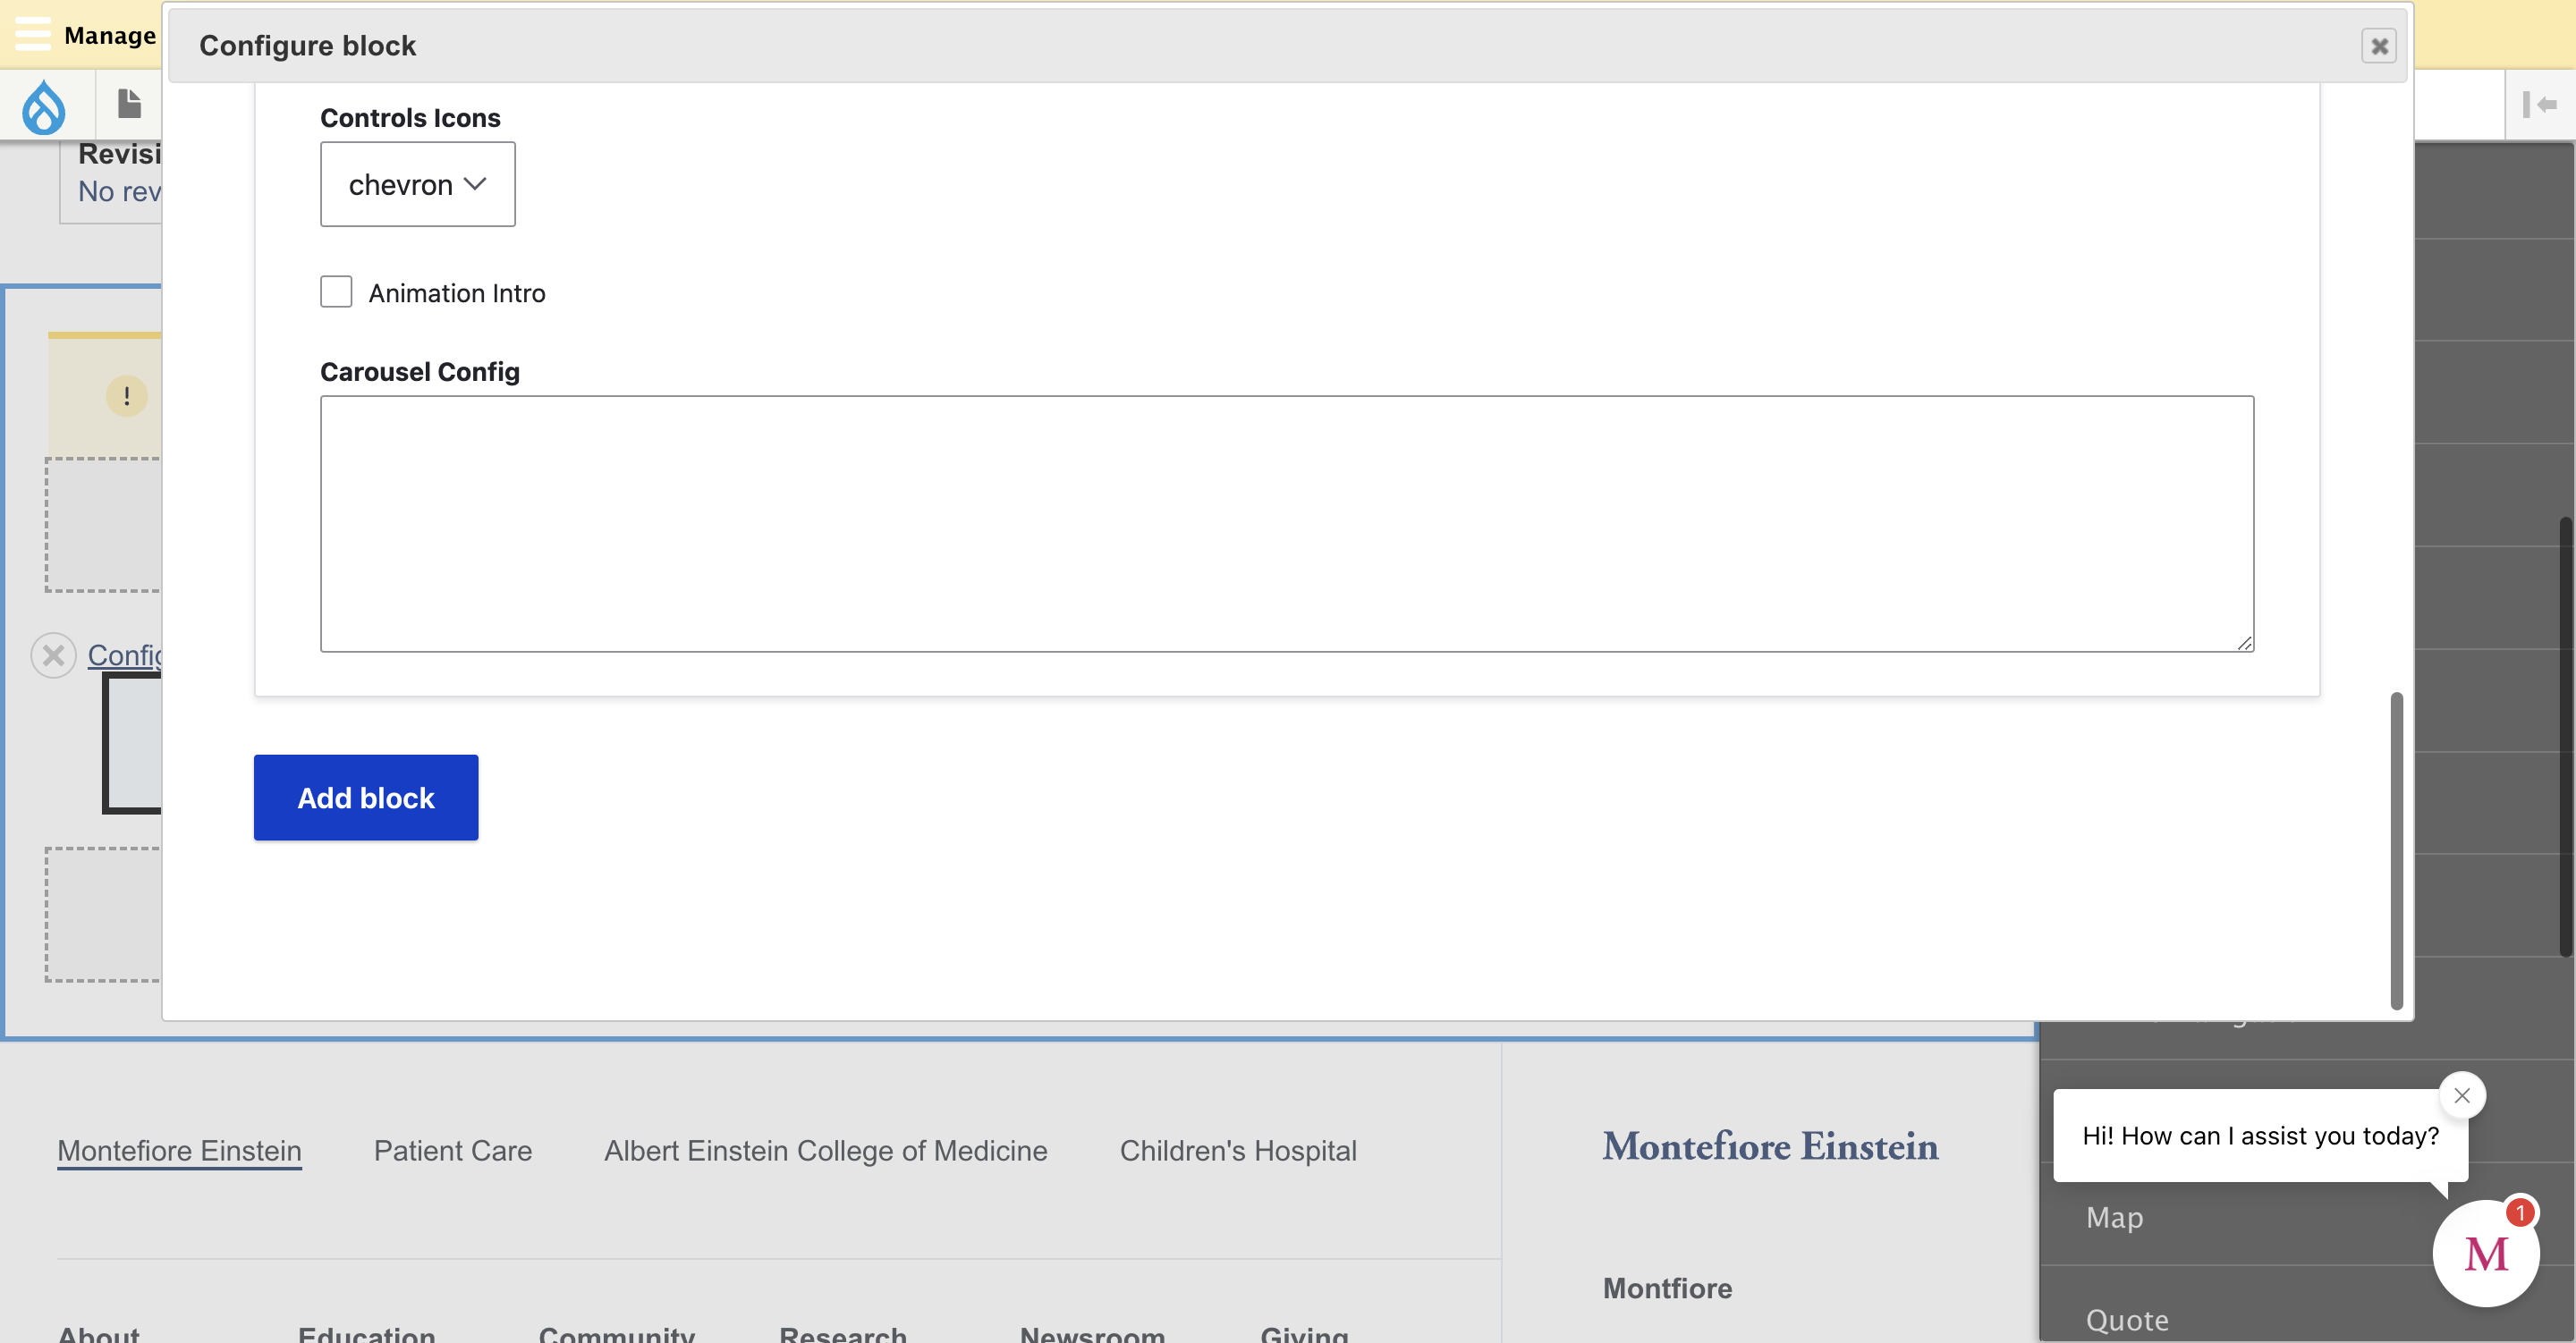 Manage
Configure block
Revisi
No rev
Controls Icons
chevron
Animation Intro
Carousel Config
!
Config
Add block
Montefiore Einstein
Patient Care
Albert Einstein College of Medicine
Children's Hospital
Montefiore Einstein
Hi! How can I assist you today?
Map
1
M
Montfiore
Quote
About
Education
Community
Research
Newsroom
Giving